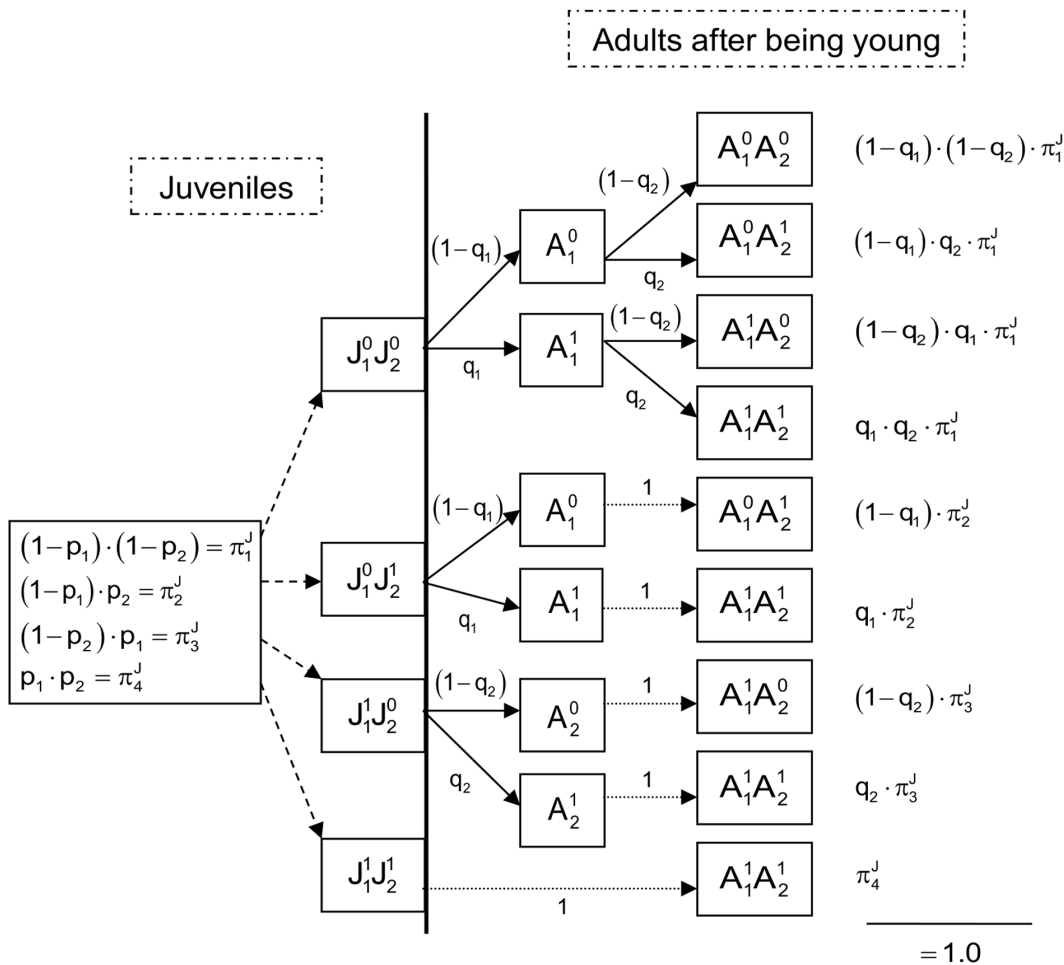 Adults after being young
Juveniles
(1−p₁)·(1−p₂) = π₁ᴶ
(1−p₁)·p₂ = π₂ᴶ
(1−p₂)·p₁ = π₃ᴶ
p₁·p₂ = π₄ᴶ
J₁⁰J₂⁰
(1−q₁)
A₁⁰
(1−q₂)
A₁⁰A₂⁰
(1−q₁)·(1−q₂)·π₁ᴶ
q₂
A₁⁰A₂¹
(1−q₁)·q₂·π₁ᴶ
q₁
A₁¹
(1−q₂)
A₁¹A₂⁰
(1−q₂)·q₁·π₁ᴶ
q₂
A₁¹A₂¹
q₁·q₂·π₁ᴶ
J₁⁰J₂¹
(1−q₁)
A₁⁰
1
A₁⁰A₂¹
(1−q₁)·π₂ᴶ
q₁
A₁¹
1
A₁¹A₂¹
q₁·π₂ᴶ
J₁¹J₂⁰
(1−q₂)
A₂⁰
1
A₁¹A₂⁰
(1−q₂)·π₃ᴶ
q₂
A₂¹
1
A₁¹A₂¹
q₂·π₃ᴶ
J₁¹J₂¹
1
A₁¹A₂¹
π₄ᴶ
= 1.0